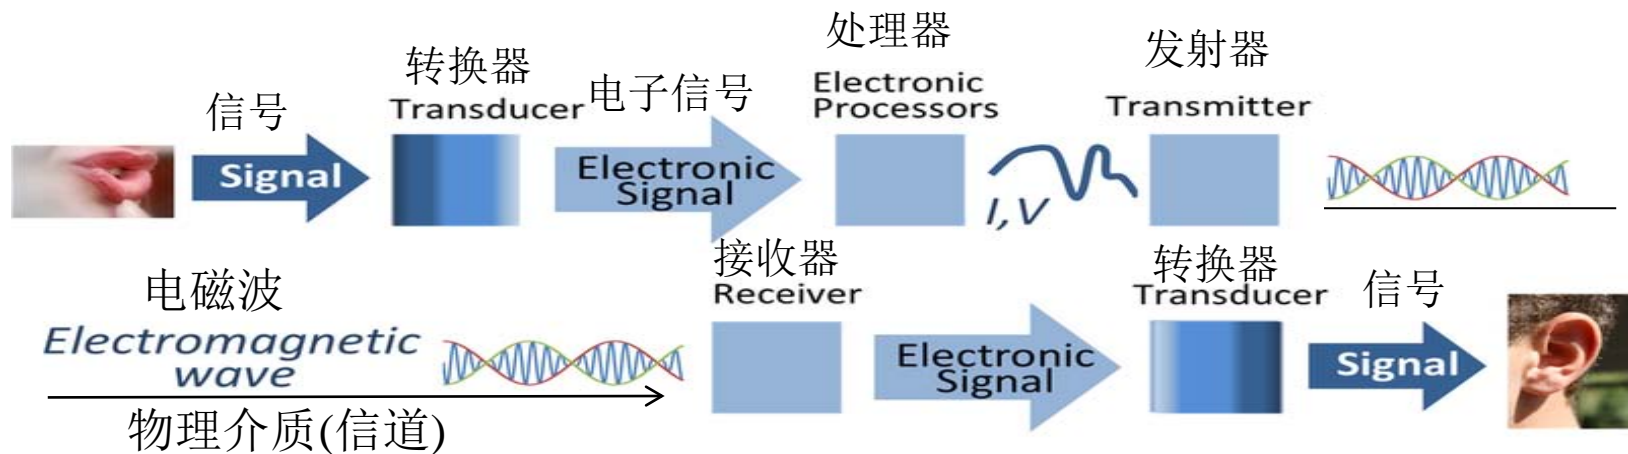 信号
Signal
转换器
Transducer
电子信号
Electronic
Signal
处理器
Electronic
Processors
I,V
发射器
Transmitter
电磁波
Electromagnetic
wave
物理介质(信道)
接收器
Receiver
Electronic
Signal
转换器
Transducer
信号
Signal